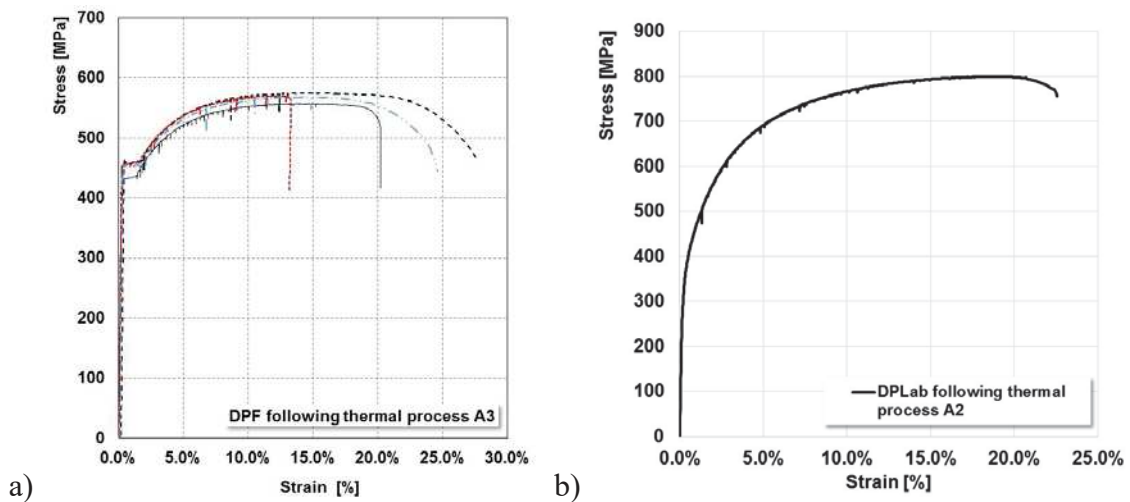 700
600
500
400
300
200
100
0
Stress [MPa]
DPF following thermal process A3
0.0% 5.0% 10.0% 15.0% 20.0% 25.0% 30.0%
Strain [%]
a)
900
800
700
600
500
400
300
200
100
0
Stress [MPa]
DPLab following thermal
process A2
0.0% 5.0% 10.0% 15.0% 20.0% 25.0%
Strain [%]
b)